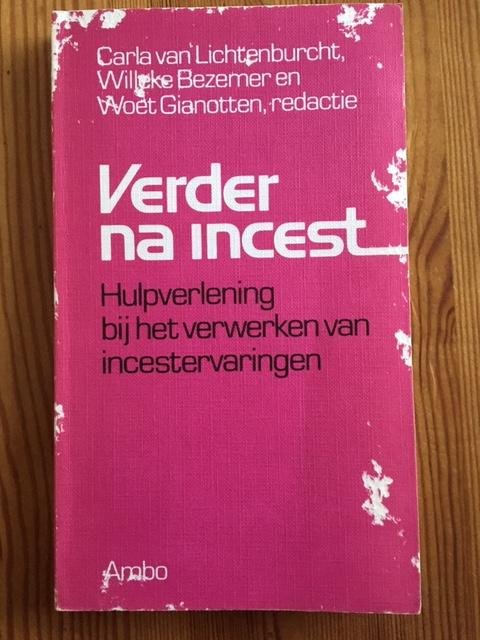 Carla van Lichtenburcht,
Willeke Bezemer en
Woet Gianotten, redactie
Verder
na incest
Hulpverlening
bij het verwerken van
incestervaringen
Ambo